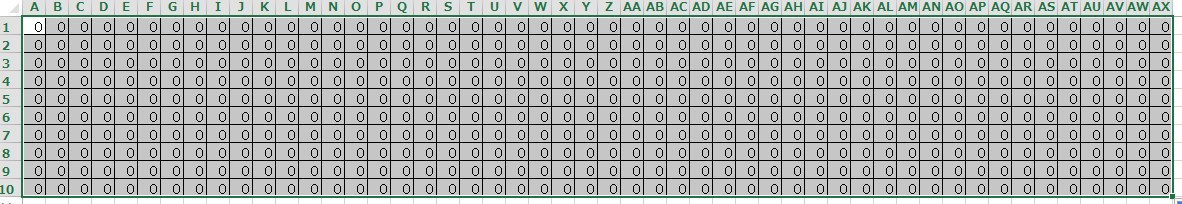 A B C D E F G H I J K L M N O P Q R S T U V W X Y Z AA AB AC AD AE AF AG AH AI AJ AK AL AM AN AO AP AQ AR AS AT AU AV AW AX
1 0 0 0 0 0 0 0 0 0 0 0 0 0 0 0 0 0 0 0 0 0 0 0 0 0 0 0 0 0 0 0 0 0 0 0 0 0 0 0 0 0 0 0 0 0 0 0 0 0 0
2 0 0 0 0 0 0 0 0 0 0 0 0 0 0 0 0 0 0 0 0 0 0 0 0 0 0 0 0 0 0 0 0 0 0 0 0 0 0 0 0 0 0 0 0 0 0 0 0 0 0
3 0 0 0 0 0 0 0 0 0 0 0 0 0 0 0 0 0 0 0 0 0 0 0 0 0 0 0 0 0 0 0 0 0 0 0 0 0 0 0 0 0 0 0 0 0 0 0 0 0 0
4 0 0 0 0 0 0 0 0 0 0 0 0 0 0 0 0 0 0 0 0 0 0 0 0 0 0 0 0 0 0 0 0 0 0 0 0 0 0 0 0 0 0 0 0 0 0 0 0 0 0
5 0 0 0 0 0 0 0 0 0 0 0 0 0 0 0 0 0 0 0 0 0 0 0 0 0 0 0 0 0 0 0 0 0 0 0 0 0 0 0 0 0 0 0 0 0 0 0 0 0 0
6 0 0 0 0 0 0 0 0 0 0 0 0 0 0 0 0 0 0 0 0 0 0 0 0 0 0 0 0 0 0 0 0 0 0 0 0 0 0 0 0 0 0 0 0 0 0 0 0 0 0
7 0 0 0 0 0 0 0 0 0 0 0 0 0 0 0 0 0 0 0 0 0 0 0 0 0 0 0 0 0 0 0 0 0 0 0 0 0 0 0 0 0 0 0 0 0 0 0 0 0 0
8 0 0 0 0 0 0 0 0 0 0 0 0 0 0 0 0 0 0 0 0 0 0 0 0 0 0 0 0 0 0 0 0 0 0 0 0 0 0 0 0 0 0 0 0 0 0 0 0 0 0
9 0 0 0 0 0 0 0 0 0 0 0 0 0 0 0 0 0 0 0 0 0 0 0 0 0 0 0 0 0 0 0 0 0 0 0 0 0 0 0 0 0 0 0 0 0 0 0 0 0 0
10 0 0 0 0 0 0 0 0 0 0 0 0 0 0 0 0 0 0 0 0 0 0 0 0 0 0 0 0 0 0 0 0 0 0 0 0 0 0 0 0 0 0 0 0 0 0 0 0 0 0